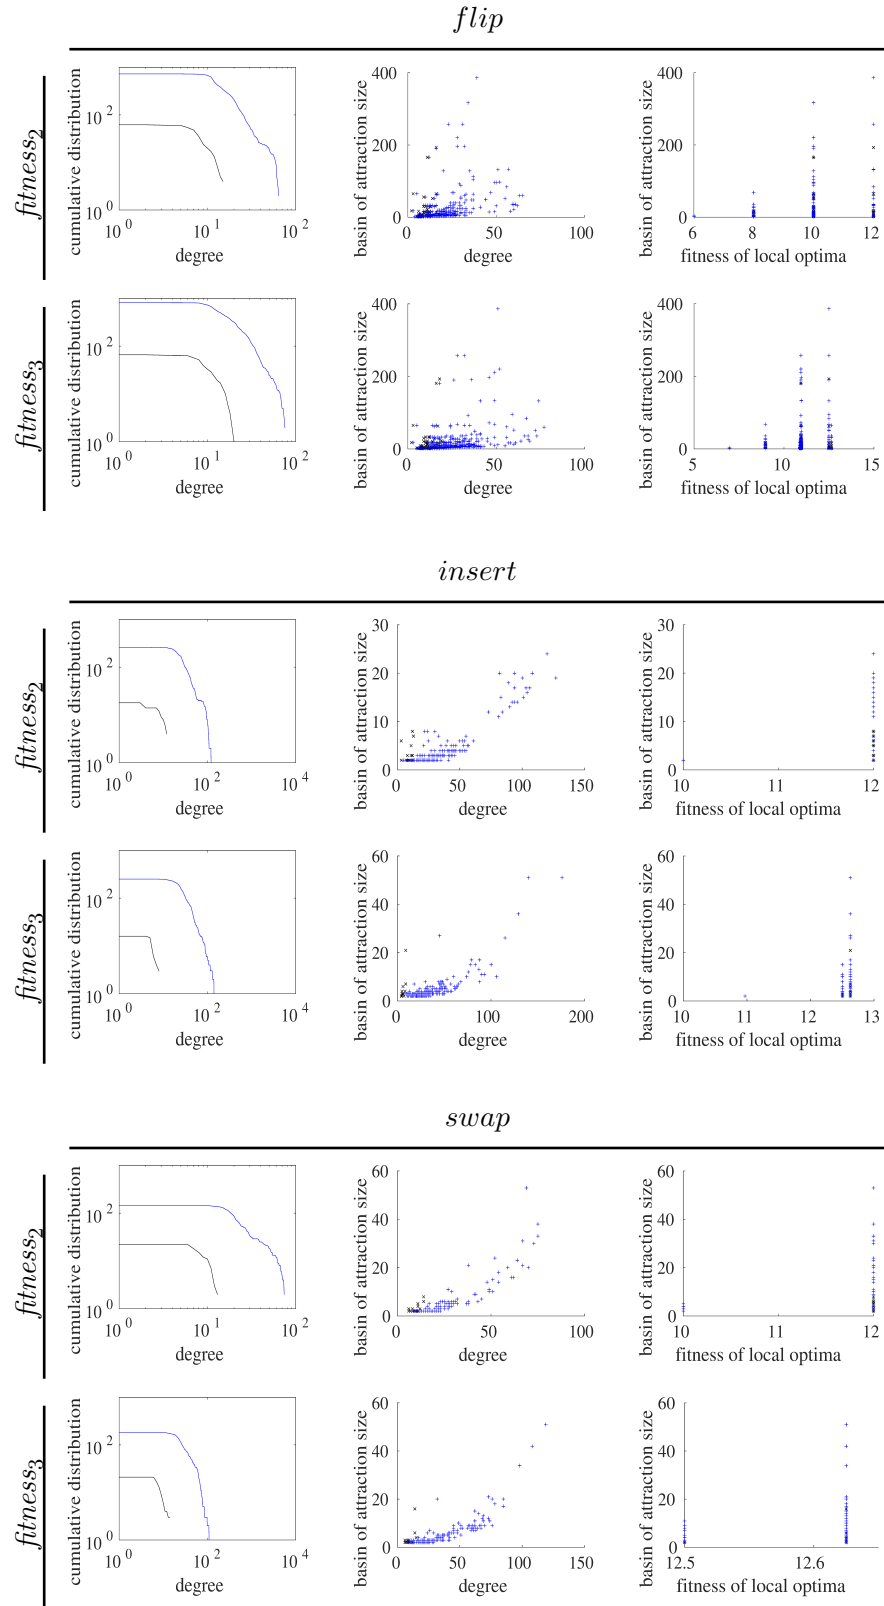 flip
fitness2
cumulative distribution
10^2
10^0
10^0 10^1 10^2
degree
basin of attraction size
400
200
0
0 50 100
degree
basin of attraction size
400
200
0
6 8 10 12
fitness of local optima
fitness3
cumulative distribution
10^2
10^0
10^0 10^1 10^2
degree
basin of attraction size
400
200
0
0 50 100
degree
basin of attraction size
400
200
0
5 10 15
fitness of local optima
insert
fitness2
cumulative distribution
10^2
10^0
10^0 10^2 10^4
degree
basin of attraction size
30
20
10
0
0 50 100 150
degree
basin of attraction size
30
20
10
0
10 11 12
fitness of local optima
fitness3
cumulative distribution
10^2
10^0
10^0 10^2 10^4
degree
basin of attraction size
60
40
20
0
0 100 200
degree
basin of attraction size
60
40
20
0
10 11 12 13
fitness of local optima
swap
fitness2
cumulative distribution
10^2
10^0
10^0 10^1 10^2
degree
basin of attraction size
60
40
20
0
0 50 100
degree
basin of attraction size
60
40
20
0
10 11 12
fitness of local optima
fitness3
cumulative distribution
10^2
10^0
10^0 10^2 10^4
degree
basin of attraction size
60
40
20
0
0 50 100 150
degree
basin of attraction size
60
40
20
0
12.5 12.6
fitness of local optima